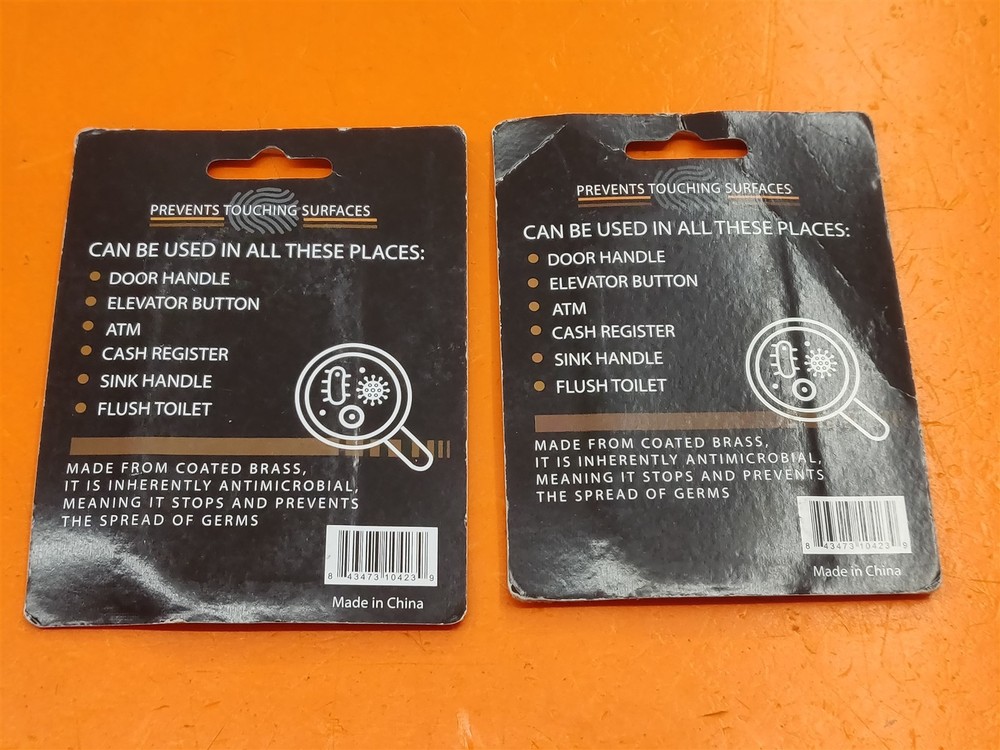 PREVENTS TOUCHING SURFACES
CAN BE USED IN ALL THESE PLACES:
DOOR HANDLE
ELEVATOR BUTTON
ATM
CASH REGISTER
SINK HANDLE
FLUSH TOILET
MADE FROM COATED BRASS,
IT IS INHERENTLY ANTIMICROBIAL,
MEANING IT STOPS AND PREVENTS
THE SPREAD OF GERMS
8 43473 10423 9
Made in China
PREVENTS TOUCHING SURFACES
CAN BE USED IN ALL THESE PLACES:
DOOR HANDLE
ELEVATOR BUTTON
ATM
CASH REGISTER
SINK HANDLE
FLUSH TOILET
MADE FROM COATED BRASS,
IT IS INHERENTLY ANTIMICROBIAL,
MEANING IT STOPS AND PREVENTS
THE SPREAD OF GERMS
8 43473 10423 9
Made in China